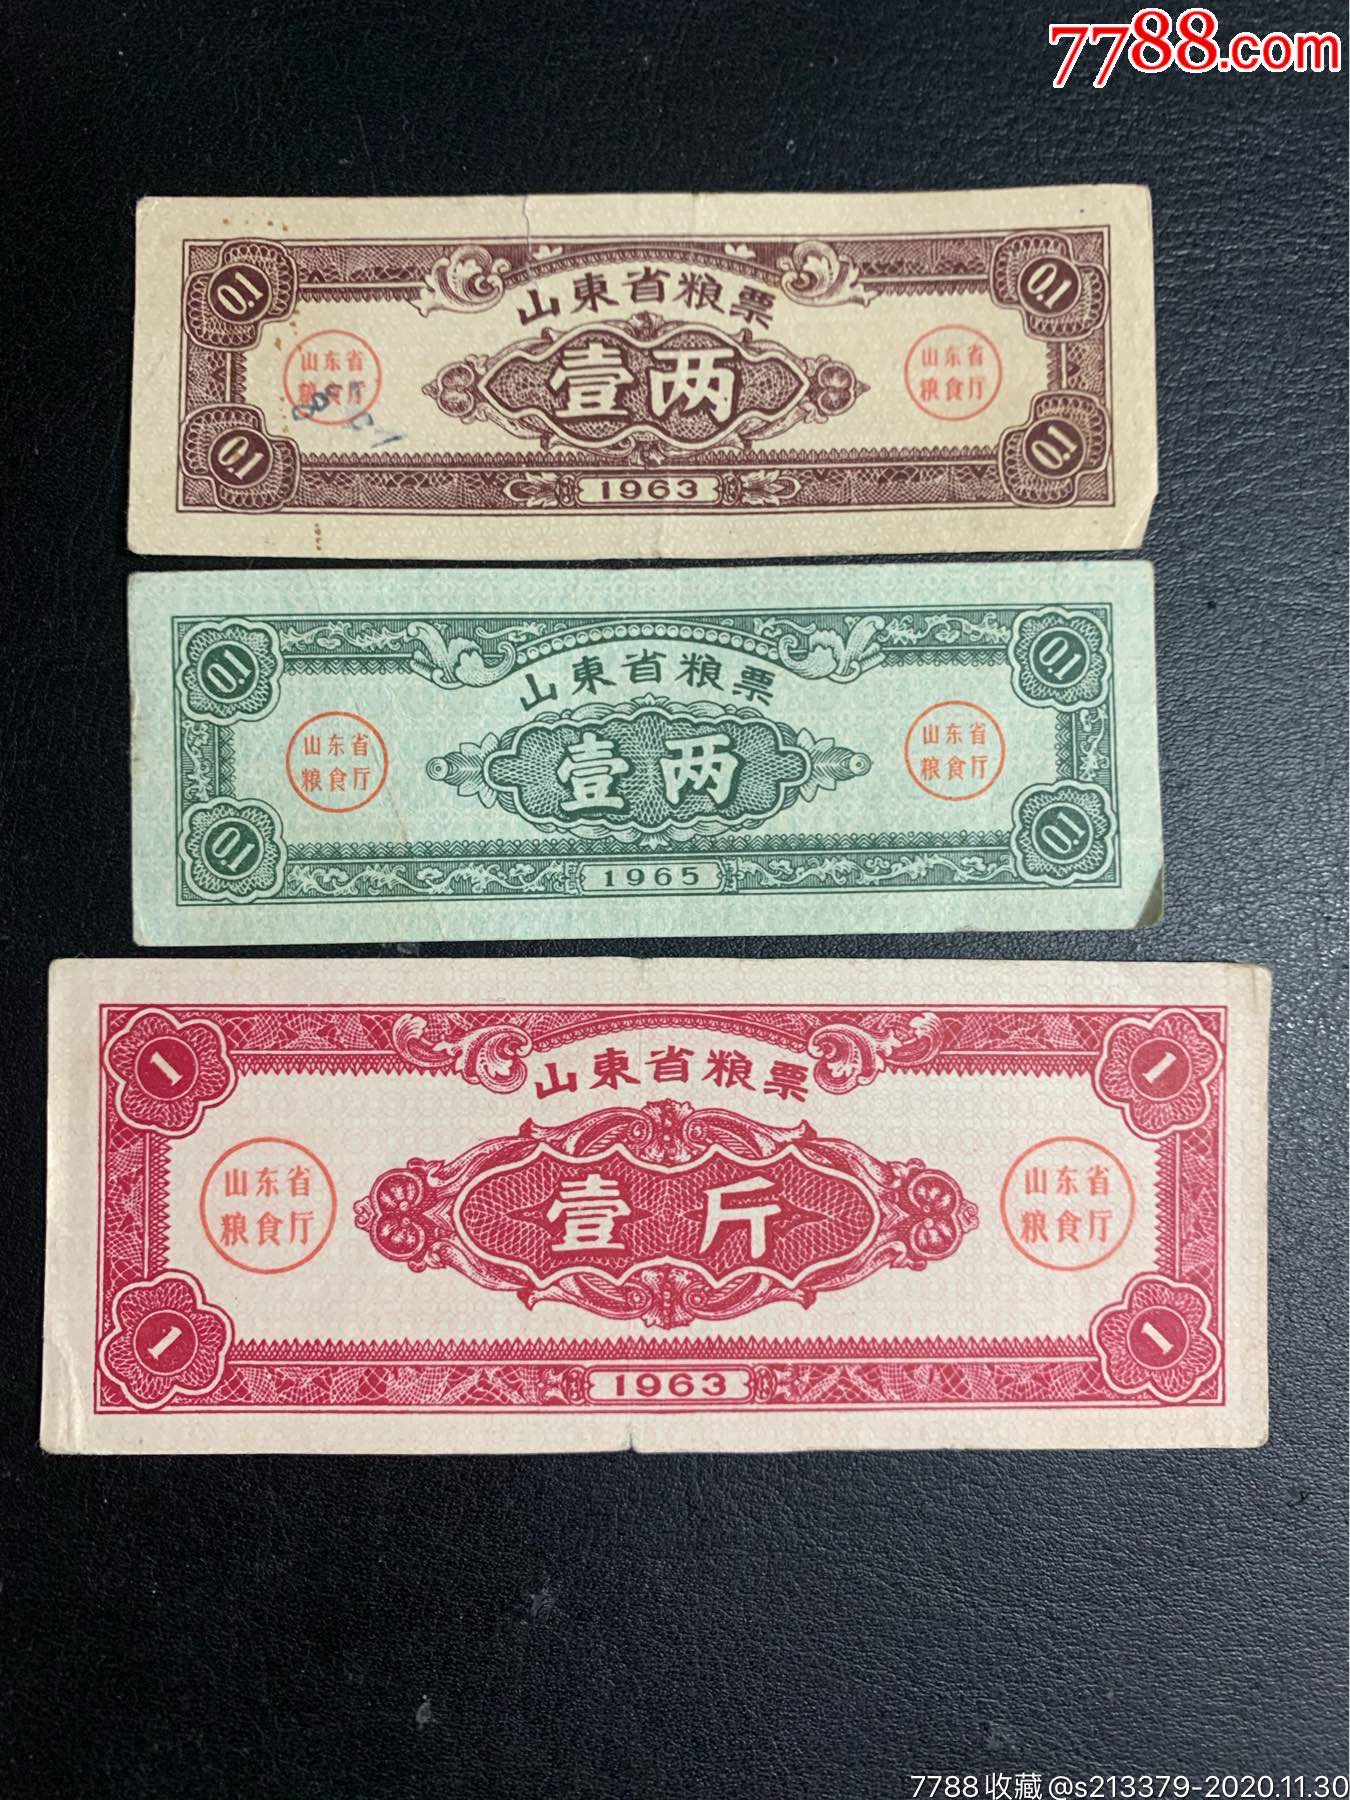 7788.com
0.1
0.1
山東省粮票
山东省
粮食厅
壹两
山东省
粮食厅
0.1
0.1
1963
0.1
0.1
山東省粮票
山东省
粮食厅
壹两
山东省
粮食厅
0.1
0.1
1965
1
1
山東省粮票
山东省
粮食厅
壹斤
山东省
粮食厅
1
1
1963
7788收藏@s213379-2020.11.30